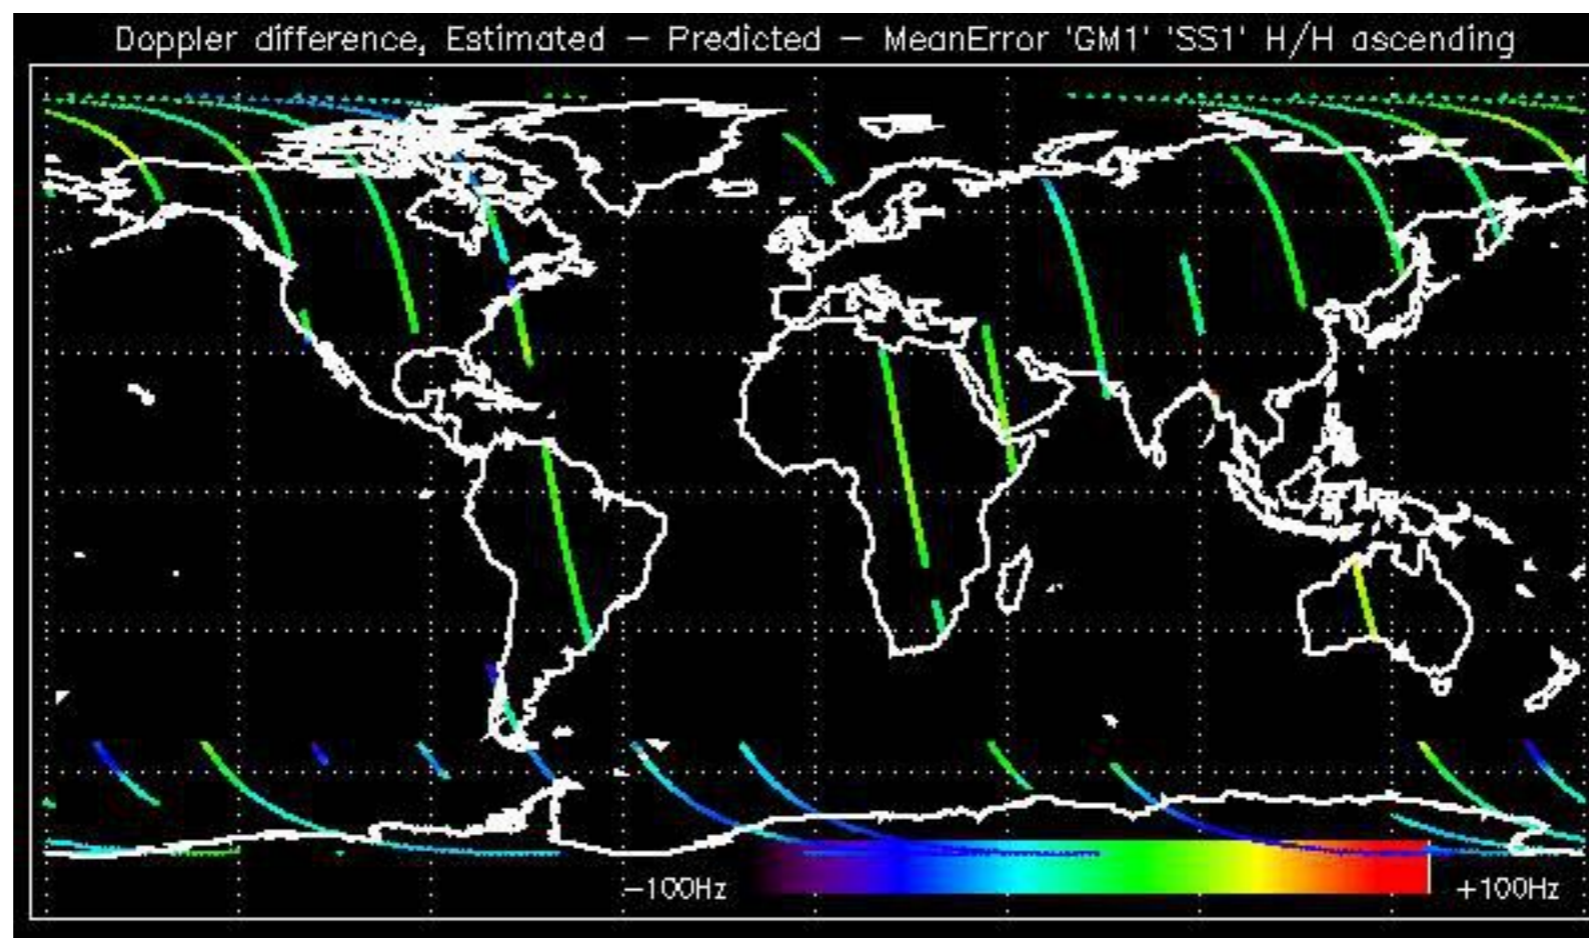 Doppler difference, Estimated — Predicted — MeanError 'GM1' 'SS1' H/H ascending
−100Hz
+100Hz